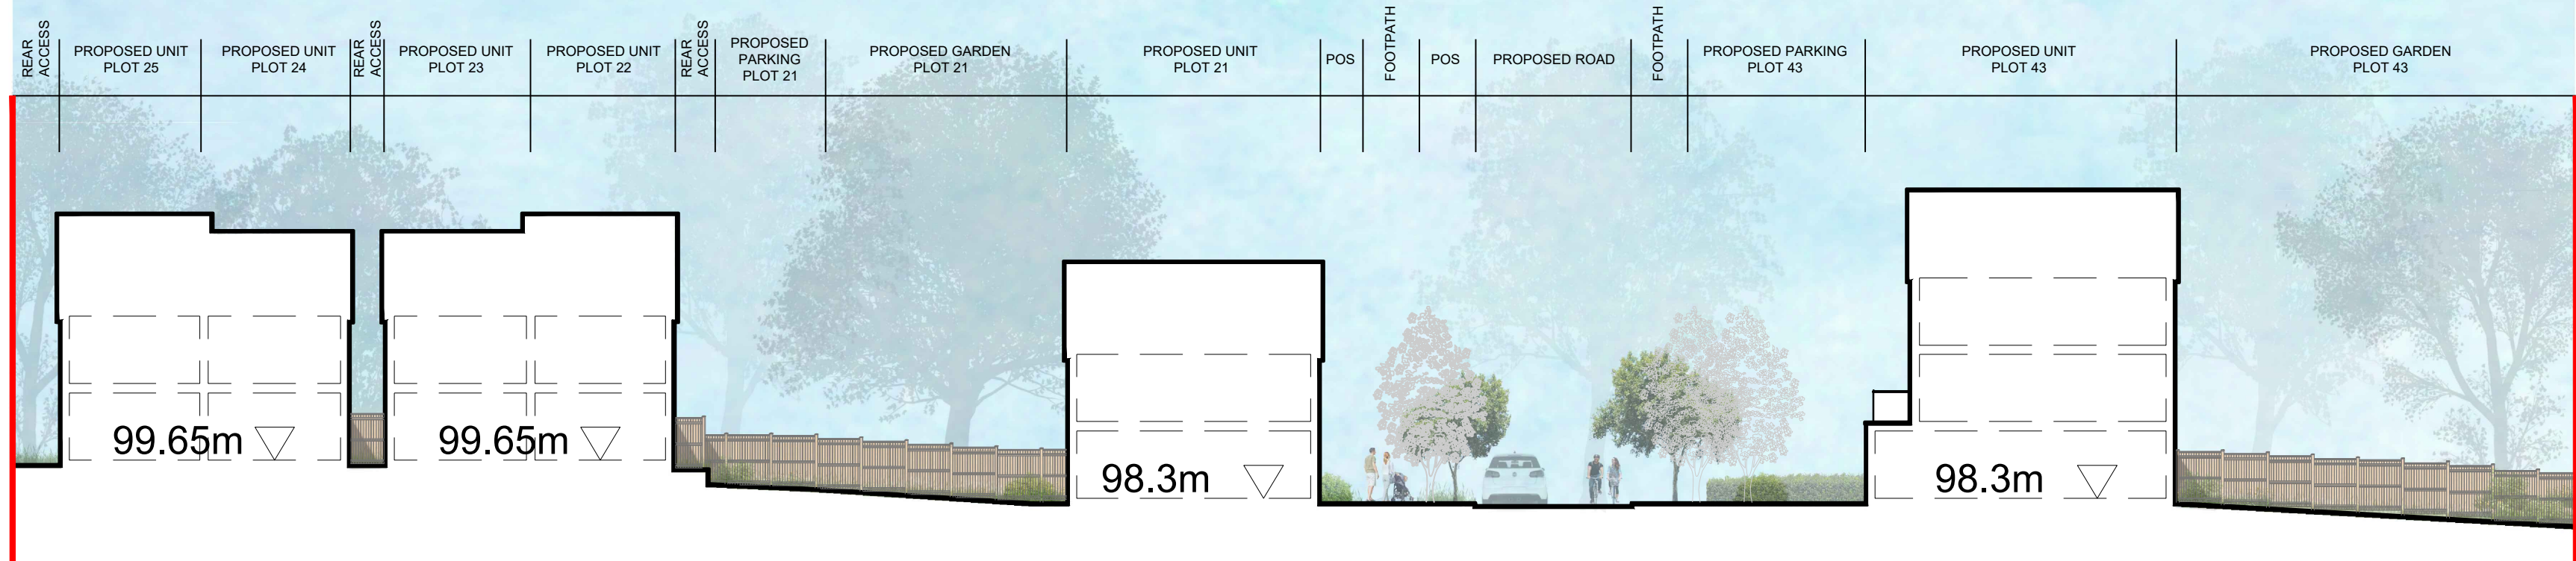 REAR
ACCESS
PROPOSED UNIT
PLOT 25
PROPOSED UNIT
PLOT 24
REAR
ACCESS
PROPOSED UNIT
PLOT 23
PROPOSED UNIT
PLOT 22
REAR
ACCESS
PROPOSED
PARKING
PLOT 21
PROPOSED GARDEN
PLOT 21
PROPOSED UNIT
PLOT 21
POS
FOOTPATH
POS
PROPOSED ROAD
FOOTPATH
PROPOSED PARKING
PLOT 43
PROPOSED UNIT
PLOT 43
PROPOSED GARDEN
PLOT 43
99.65m
99.65m
98.3m
98.3m